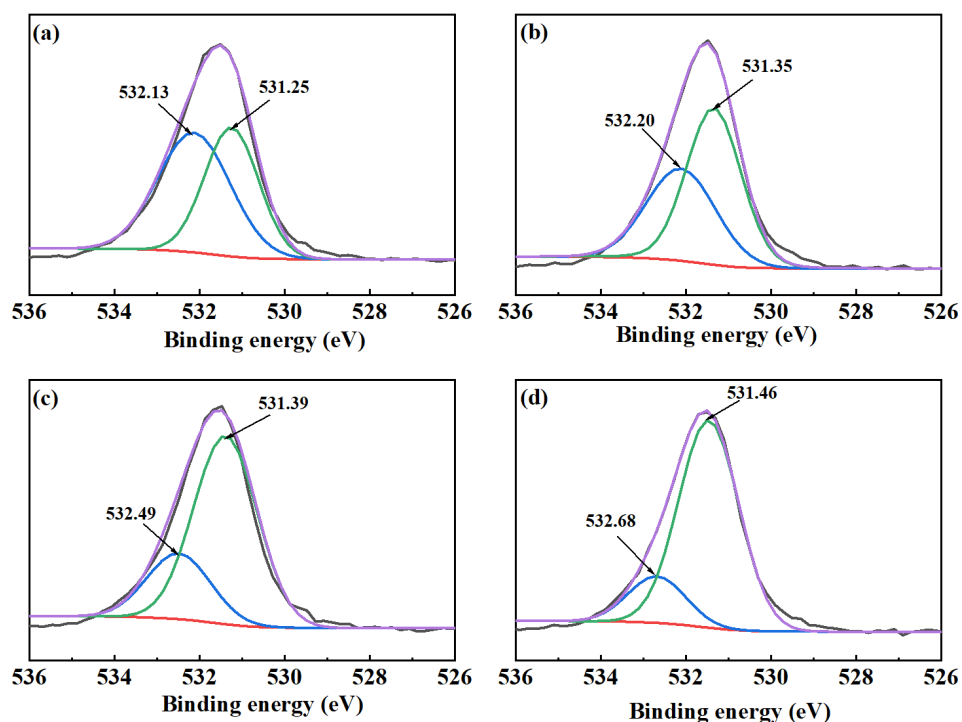 (a)
532.13
531.25
536 534 532 530 528 526
Binding energy (eV)
(b)
532.20
531.35
536 534 532 530 528 526
Binding energy (eV)
(c)
532.49
531.39
536 534 532 530 528 526
Binding energy (eV)
(d)
532.68
531.46
536 534 532 530 528 526
Binding energy (eV)